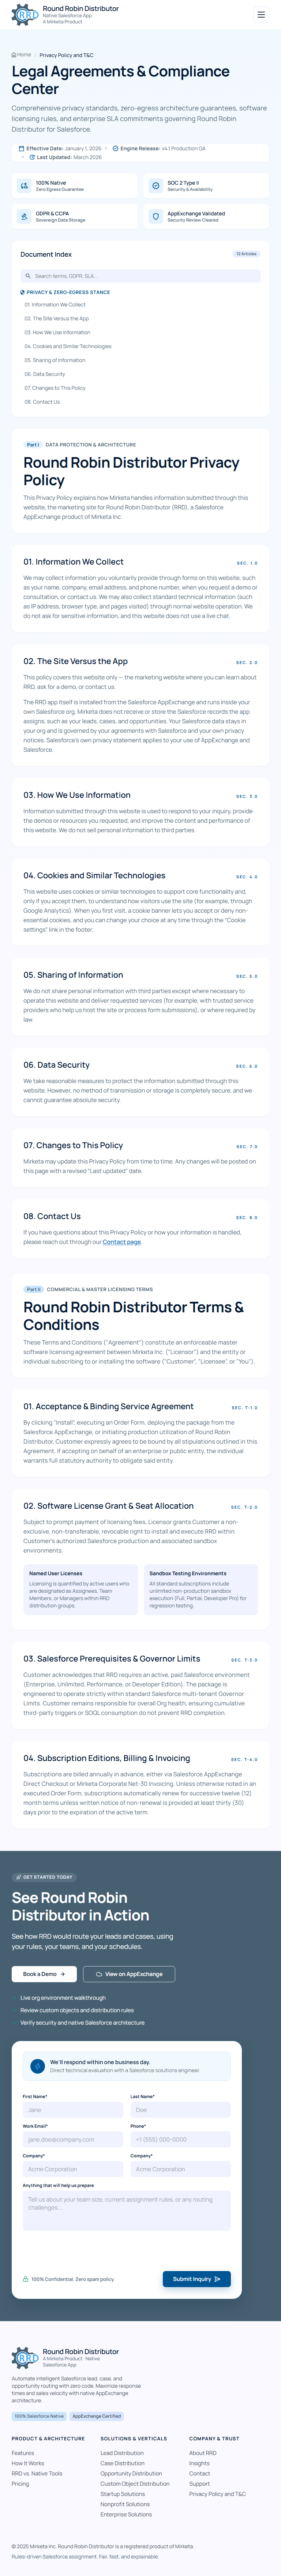 RRD
Round Robin Distributor
Native Salesforce App
A Mirketa Product
Home / Privacy Policy and T&C
Legal Agreements & Compliance
Center
Comprehensive privacy standards, zero-egress architecture guarantees, software
licensing rules, and enterprise SLA commitments governing Round Robin
Distributor for Salesforce.
Effective Date: January 1, 2026 • Engine Release: v4.1 Production GA
• Last Updated: March 2026
100% Native
Zero Egress Guarantee
SOC 2 Type II
Security & Availability
GDPR & CCPA
Sovereign Data Storage
AppExchange Validated
Security Review Cleared
Document Index
12 Articles
Search terms, GDPR, SLA...
PRIVACY & ZERO-EGRESS STANCE
01. Information We Collect
02. The Site Versus the App
03. How We Use Information
04. Cookies and Similar Technologies
05. Sharing of Information
06. Data Security
07. Changes to This Policy
08. Contact Us
Part I DATA PROTECTION & ARCHITECTURE
Round Robin Distributor Privacy
Policy
This Privacy Policy explains how Mirketa handles information submitted through this
website, the marketing site for Round Robin Distributor (RRD), a Salesforce
AppExchange product of Mirketa Inc.
01. Information We Collect
SEC. 1.0
We may collect information you voluntarily provide through forms on this website, such
as your name, company, email address, and phone number, when you request a demo or
consultation, or contact us. We may also collect standard technical information (such
as IP address, browser type, and pages visited) through normal website operation. We
do not ask for sensitive information, and this website does not use a live chat.
02. The Site Versus the App
SEC. 2.0
This policy covers this website only — the marketing website where you can learn about
RRD, ask for a demo, or contact us.
The RRD app itself is installed from the Salesforce AppExchange and runs inside your
own Salesforce org. Mirketa does not receive or store the Salesforce records the app
assigns, such as your leads, cases, and opportunities. Your Salesforce data stays in
your org and is governed by your agreements with Salesforce and your own privacy
notices. Salesforce's own privacy statement applies to your use of AppExchange and
Salesforce.
03. How We Use Information
SEC. 3.0
Information submitted through this website is used to respond to your inquiry, provide
the demos or resources you requested, and improve the content and performance of
this website. We do not sell personal information to third parties.
04. Cookies and Similar Technologies
SEC. 4.0
This website uses cookies or similar technologies to support core functionality and,
only if you accept them, to understand how visitors use the site (for example, through
Google Analytics). When you first visit, a cookie banner lets you accept or deny non-
essential cookies, and you can change your choice at any time through the "Cookie
settings" link in the footer.
05. Sharing of Information
SEC. 5.0
We do not share personal information with third parties except where necessary to
operate this website and deliver requested services (for example, with trusted service
providers who help us host the site or process form submissions), or where required by
law.
06. Data Security
SEC. 6.0
We take reasonable measures to protect the information submitted through this
website. However, no method of transmission or storage is completely secure, and we
cannot guarantee absolute security.
07. Changes to This Policy
SEC. 7.0
Mirketa may update this Privacy Policy from time to time. Any changes will be posted on
this page with a revised "Last updated" date.
08. Contact Us
SEC. 8.0
If you have questions about this Privacy Policy or how your information is handled,
please reach out through our Contact page.
Part II COMMERCIAL & MASTER LICENSING TERMS
Round Robin Distributor Terms &
Conditions
These Terms and Conditions ("Agreement") constitute an enforceable master
software licensing agreement between Mirketa Inc. ("Licensor") and the entity or
individual subscribing to or installing the software ("Customer", "Licensee", or "You").
01. Acceptance & Binding Service Agreement
SEC. T-1.0
By clicking "Install", executing an Order Form, deploying the package from the
Salesforce AppExchange, or initiating production utilization of Round Robin
Distributor, Customer expressly agrees to be bound by all stipulations outlined in this
Agreement. If accepting on behalf of an enterprise or public entity, the individual
warrants full statutory authority to obligate said entity.
02. Software License Grant & Seat Allocation
SEC. T-2.0
Subject to prompt payment of licensing fees, Licensor grants Customer a non-
exclusive, non-transferable, revocable right to install and execute RRD within
Customer's authorized Salesforce production and associated sandbox
environments.
Named User Licenses
Licensing is quantified by active users who
are designated as Assignees, Team
Members, or Managers within RRD
distribution groups.
Sandbox Testing Environments
All standard subscriptions include
unlimited non-production sandbox
execution (Full, Partial, Developer Pro) for
regression testing.
03. Salesforce Prerequisites & Governor Limits
SEC. T-3.0
Customer acknowledges that RRD requires an active, paid Salesforce environment
(Enterprise, Unlimited, Performance, or Developer Edition). The package is
engineered to operate strictly within standard Salesforce multi-tenant Governor
Limits. Customer remains responsible for overall Org health, ensuring cumulative
third-party triggers or SOQL consumption do not prevent RRD completion.
04. Subscription Editions, Billing & Invoicing
SEC. T-4.0
Subscriptions are billed annually in advance, either via Salesforce AppExchange
Direct Checkout or Mirketa Corporate Net-30 Invoicing. Unless otherwise noted in an
executed Order Form, subscriptions automatically renew for successive twelve (12)
month terms unless written notice of non-renewal is provided at least thirty (30)
days prior to the expiration of the active term.
GET STARTED TODAY
See Round Robin
Distributor in Action
See how RRD would route your leads and cases, using
your rules, your teams, and your schedules.
Book a Demo
View on AppExchange
Live org environment walkthrough
Review custom objects and distribution rules
Verify security and native Salesforce architecture
We'll respond within one business day.
Direct technical evaluation with a Salesforce solutions engineer.
First Name*
Last Name*
Jane
Doe
Work Email*
Phone*
jane.doe@company.com
+1 (555) 000-0000
Company*
Company*
Acme Corporation
Acme Corporation
Anything that will help us prepare
Tell us about your team size, current assignment rules, or any routing
challenges...
100% Confidential. Zero spam policy.
Submit Inquiry
RRD
Round Robin Distributor
A Mirketa Product · Native
Salesforce App
Automate intelligent Salesforce lead, case, and
opportunity routing with zero code. Maximize response
times and sales velocity with native AppExchange
architecture.
100% Salesforce Native
AppExchange Certified
PRODUCT & ARCHITECTURE
Features
How It Works
RRD vs. Native Tools
Pricing
SOLUTIONS & VERTICALS
Lead Distribution
Case Distribution
Opportunity Distribution
Custom Object Distribution
Startup Solutions
Nonprofit Solutions
Enterprise Solutions
COMPANY & TRUST
About RRD
Insights
Contact
Support
Privacy Policy and T&C
© 2025 Mirketa Inc. Round Robin Distributor is a registered product of Mirketa.
Rules-driven Salesforce assignment. Fair, fast, and explainable.